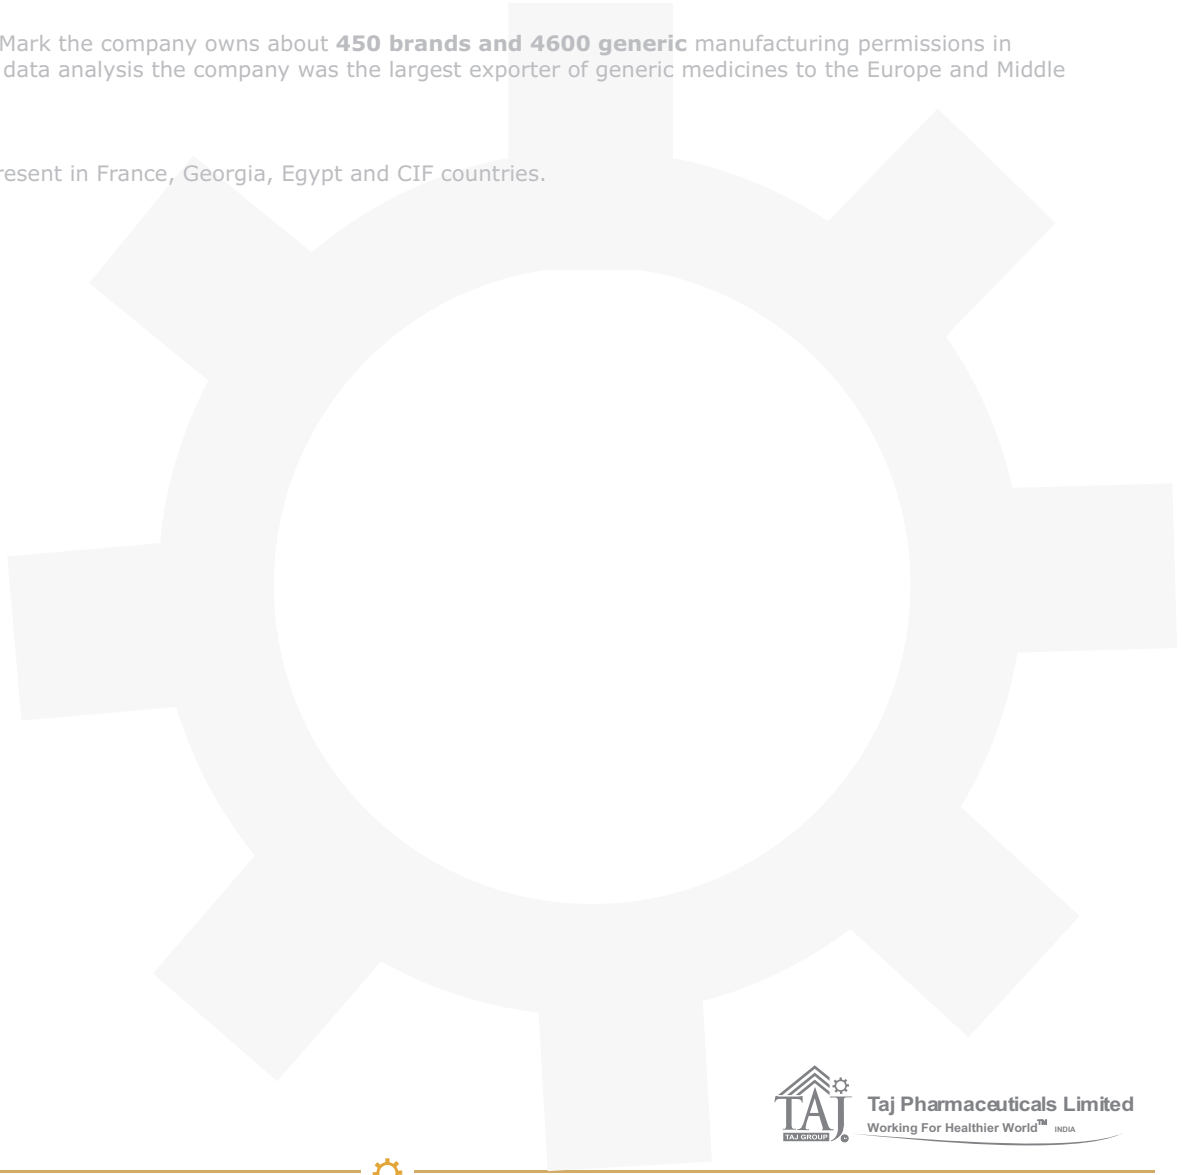 Mark the company owns about 450 brands and 4600 generic manufacturing permissions in
data analysis the company was the largest exporter of generic medicines to the Europe and Middle
resent in France, Georgia, Egypt and CIF countries.
TAJ
TAJ GROUP
Taj Pharmaceuticals Limited
Working For Healthier World™ INDIA